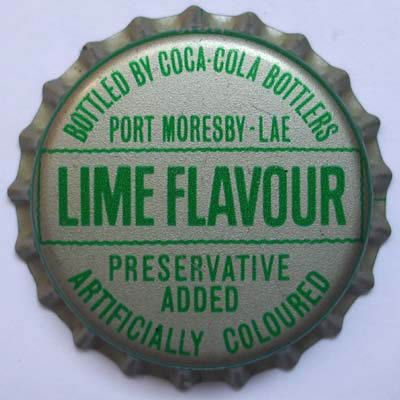 BOTTLED BY COCA-COLA BOTTLERS
PORT MORESBY - LAE
LIME FLAVOUR
PRESERVATIVE
ADDED
ARTIFICIALLY COLOURED